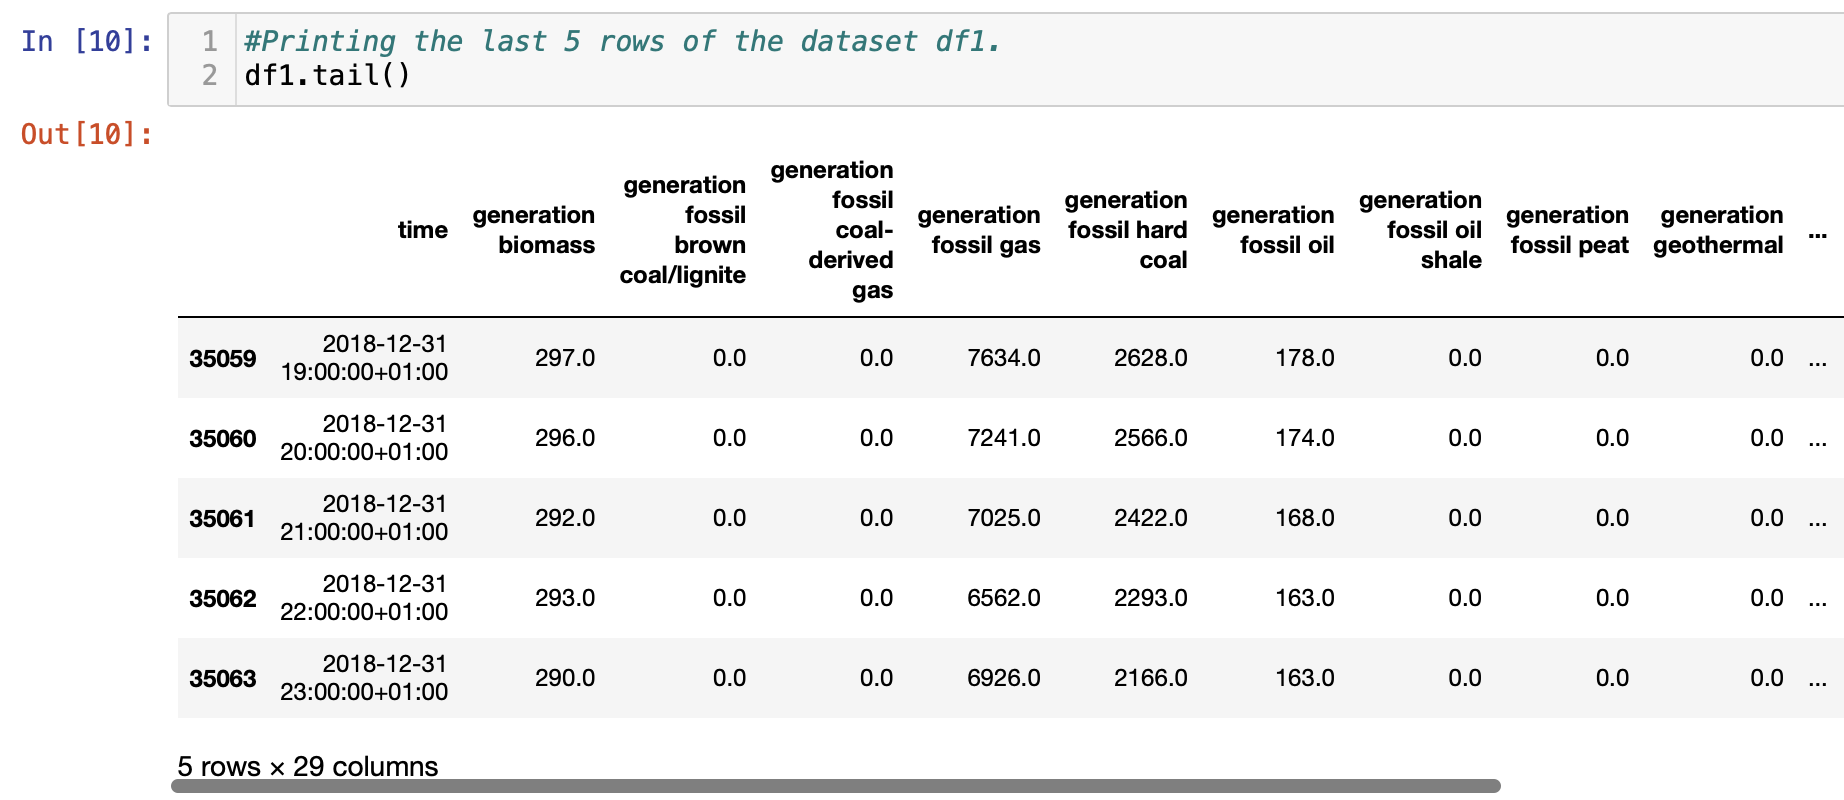 In [10]:
1 #Printing the last 5 rows of the dataset df1.
2 df1.tail()
Out[10]:
time generation biomass generation fossil brown coal/lignite generation fossil coal-derived gas generation fossil gas generation fossil hard coal generation fossil oil generation fossil oil shale generation fossil peat generation geothermal ...
35059 2018-12-31 19:00:00+01:00 297.0 0.0 0.0 7634.0 2628.0 178.0 0.0 0.0 0.0 ...
35060 2018-12-31 20:00:00+01:00 296.0 0.0 0.0 7241.0 2566.0 174.0 0.0 0.0 0.0 ...
35061 2018-12-31 21:00:00+01:00 292.0 0.0 0.0 7025.0 2422.0 168.0 0.0 0.0 0.0 ...
35062 2018-12-31 22:00:00+01:00 293.0 0.0 0.0 6562.0 2293.0 163.0 0.0 0.0 0.0 ...
35063 2018-12-31 23:00:00+01:00 290.0 0.0 0.0 6926.0 2166.0 163.0 0.0 0.0 0.0 ...
5 rows × 29 columns